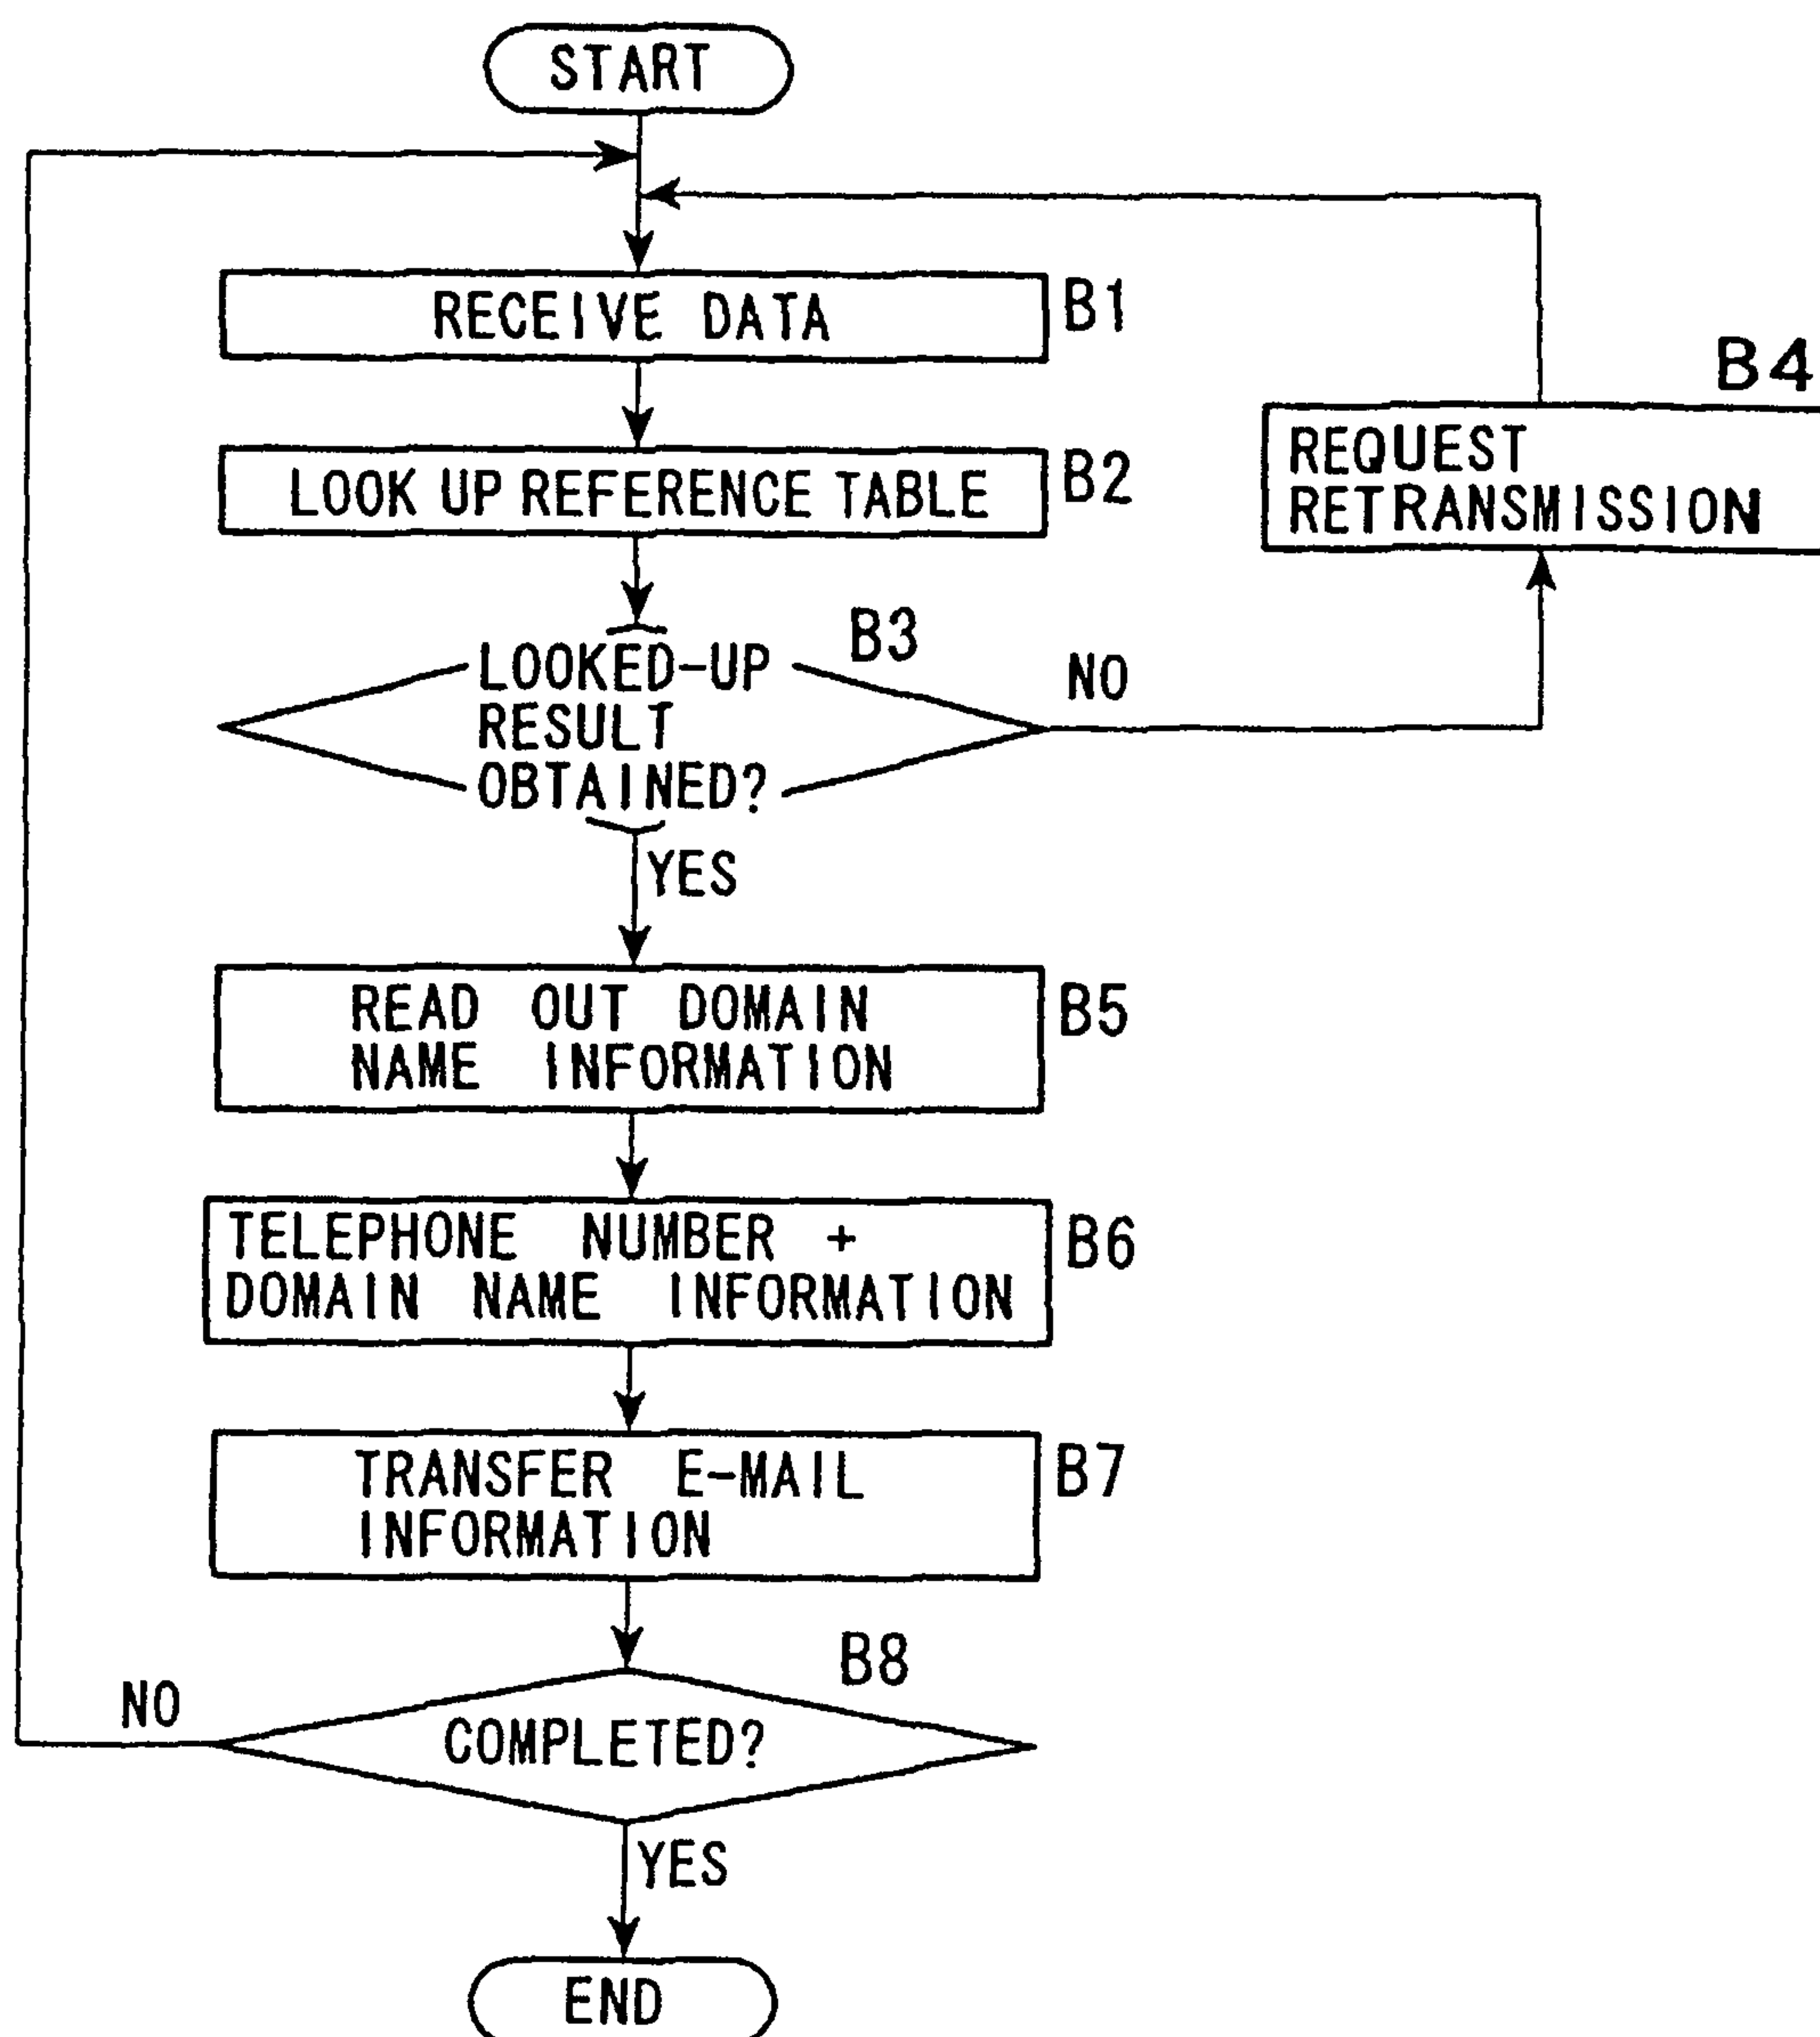 START
RECEIVE DATA
B1
B4
REQUEST
RETRANSMISSION
LOOK UP REFERENCE TABLE
B2
B3
LOOKED-UP
RESULT
OBTAINED?
NO
YES
READ OUT DOMAIN
NAME INFORMATION
B5
TELEPHONE NUMBER +
DOMAIN NAME INFORMATION
B6
TRANSFER E-MAIL
INFORMATION
B7
B8
NO
COMPLETED?
YES
END